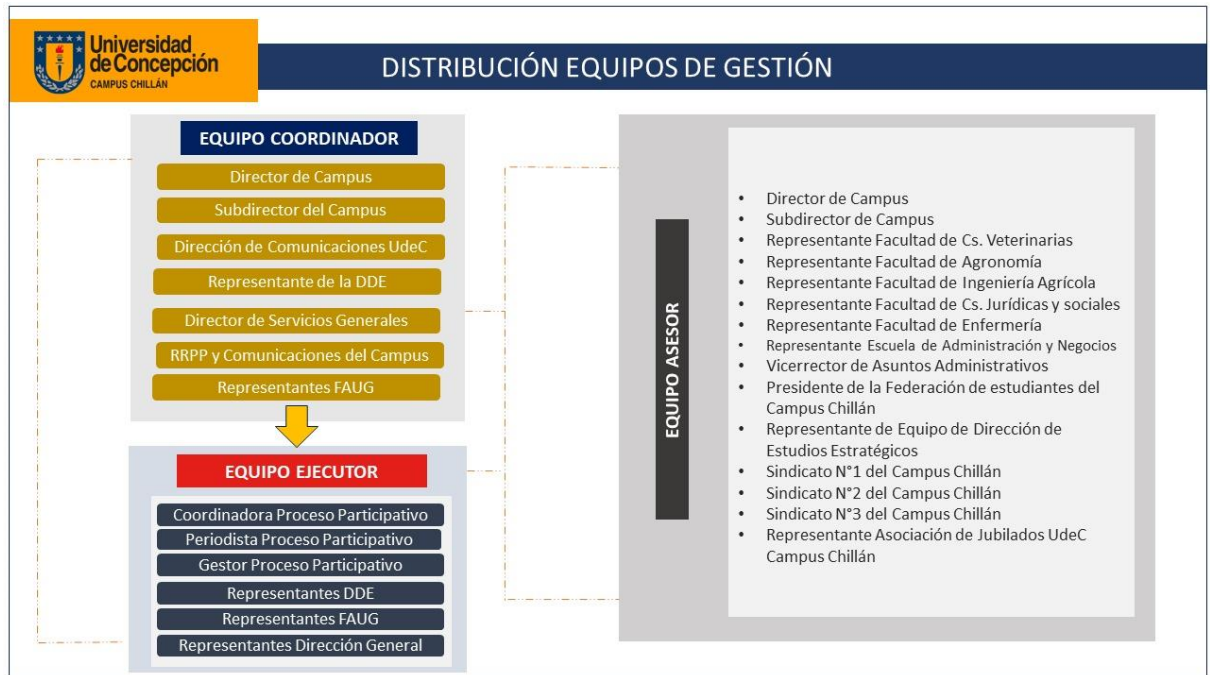 Universidad
de Concepción
CAMPUS CHILLÁN
DISTRIBUCIÓN EQUIPOS DE GESTIÓN
EQUIPO COORDINADOR
Director de Campus
Subdirector del Campus
Dirección de Comunicaciones UdeC
Representante de la DDE
Director de Servicios Generales
RRPP y Comunicaciones del Campus
Representantes FAUG
EQUIPO EJECUTOR
Coordinadora Proceso Participativo
Periodista Proceso Participativo
Gestor Proceso Participativo
Representantes DDE
Representantes FAUG
Representantes Dirección General
EQUIPO ASESOR
• Director de Campus
• Subdirector de Campus
• Representante Facultad de Cs. Veterinarias
• Representante Facultad de Agronomía
• Representante Facultad de Ingeniería Agrícola
• Representante Facultad de Cs. Jurídicas y sociales
• Representante Facultad de Enfermería
• Representante Escuela de Administración y Negocios
• Vicerrector de Asuntos Administrativos
• Presidente de la Federación de estudiantes del
Campus Chillán
• Representante de Equipo de Dirección de
Estudios Estratégicos
• Sindicato N°1 del Campus Chillán
• Sindicato N°2 del Campus Chillán
• Sindicato N°3 del Campus Chillán
• Representante Asociación de Jubilados UdeC
Campus Chillán